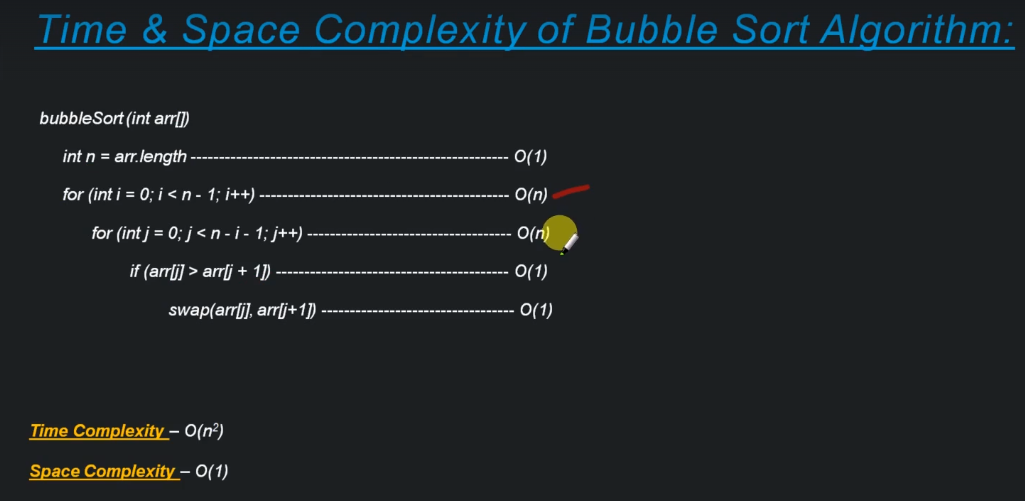 Time & Space Complexity of Bubble Sort Algorithm:
bubbleSort (int arr[])
int n = arr.length ---------------------------------------------------------- O(1)
for (int i = 0; i < n - 1; i++) --------------------------------------------- O(n)
for (int j = 0; j < n - i - 1; j++) ------------------------------------- O(n)
if (arr[j] > arr[j + 1]) ------------------------------------------ O(1)
swap(arr[j], arr[j+1]) ----------------------------------- O(1)
Time Complexity – O(n²)
Space Complexity – O(1)